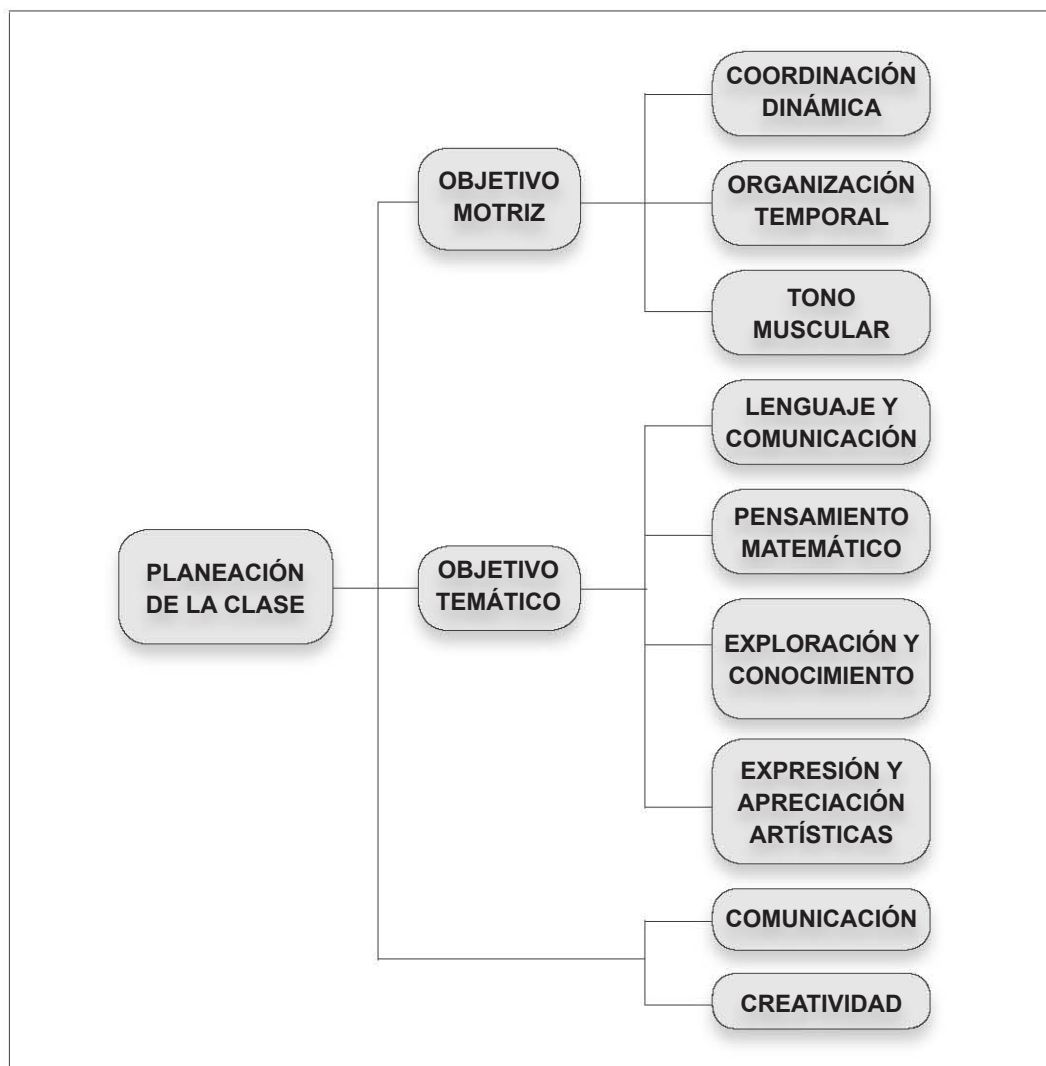 COORDINACIÓN
DINÁMICA
OBJETIVO
MOTRIZ
ORGANIZACIÓN
TEMPORAL
TONO
MUSCULAR
LENGUAJE Y
COMUNICACIÓN
PENSAMIENTO
MATEMÁTICO
PLANEACIÓN
DE LA CLASE
OBJETIVO
TEMÁTICO
EXPLORACIÓN Y
CONOCIMIENTO
EXPRESIÓN Y
APRECIACIÓN
ARTÍSTICAS
COMUNICACIÓN
CREATIVIDAD